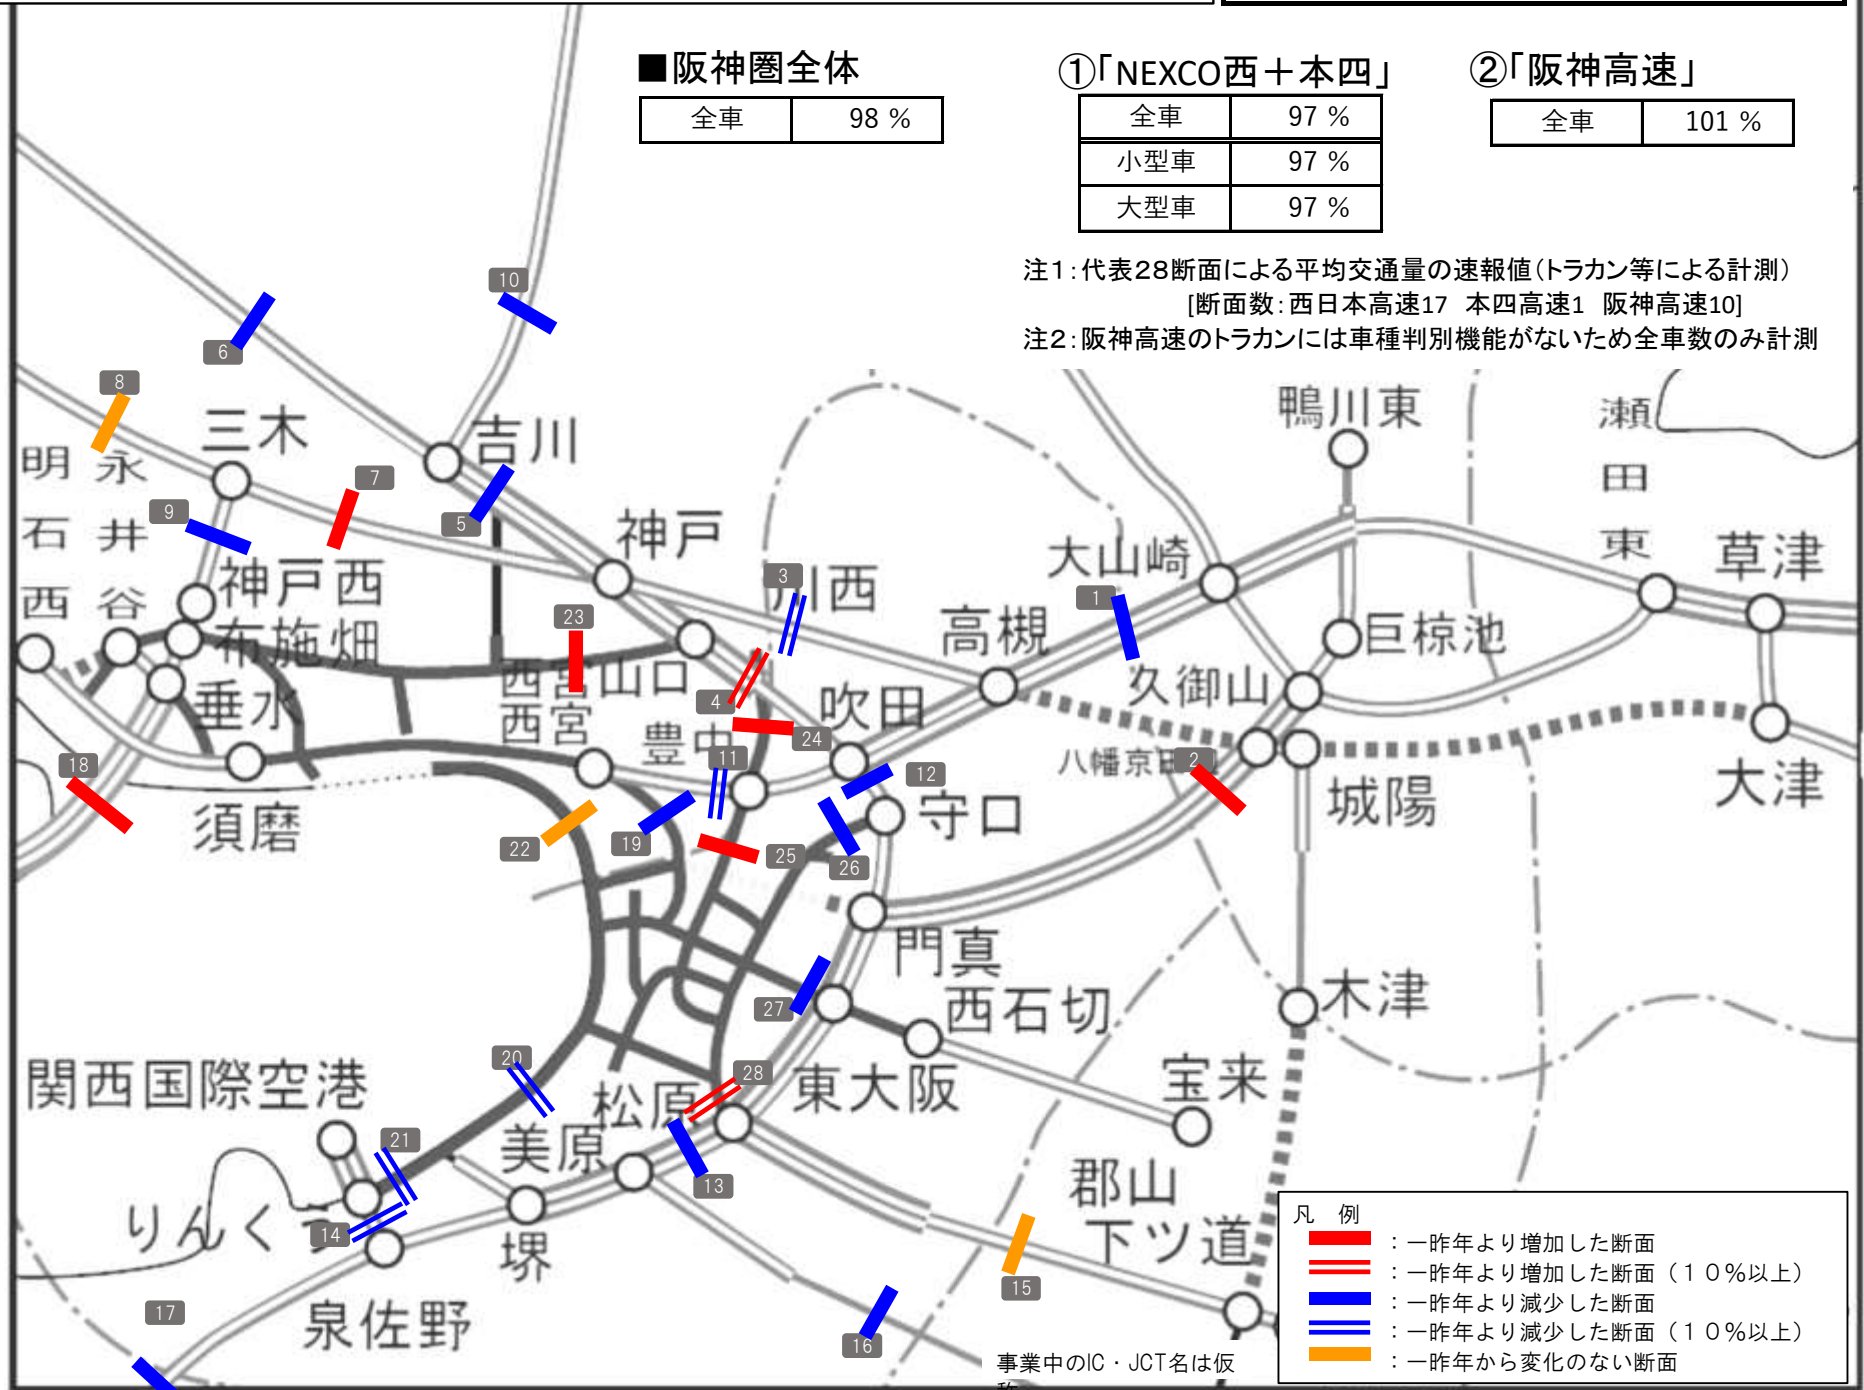 ■阪神圏全体
全車 98 %
①「NEXCO西＋本四」
全車 97 %
小型車 97 %
大型車 97 %
②「阪神高速」
全車 101 %
注１：代表28断面による平均交通量の速報値（トラカン等による計測）
[断面数：西日本高速17 本四高速1 阪神高速10]
注２：阪神高速のトラカンには車種判別機能がないため全車数のみ計測
10
6
8
三木
吉川
鴨川東
瀬田東
明石西
永井谷
7
9
5
神戸
大山崎
草津
神戸西
3
川西
1
高槻
布施畑
23
巨椋池
西宮山口
久御山
垂水
4
吹田
西宮
豊中
24
11
八幡京田
2
18
12
大津
須磨
守口
城陽
22
19
25
26
門真
27
西石切
木津
関西国際空港
20
28
松原
東大阪
宝来
21
美原
13
郡山
りんくう
14
下ツ道
堺
15
17
泉佐野
16
事業中のIC・JCT名は仮
称
凡 例
：一昨年より増加した断面
：一昨年より増加した断面（１０％以上）
：一昨年より減少した断面
：一昨年より減少した断面（１０％以上）
：一昨年から変化のない断面